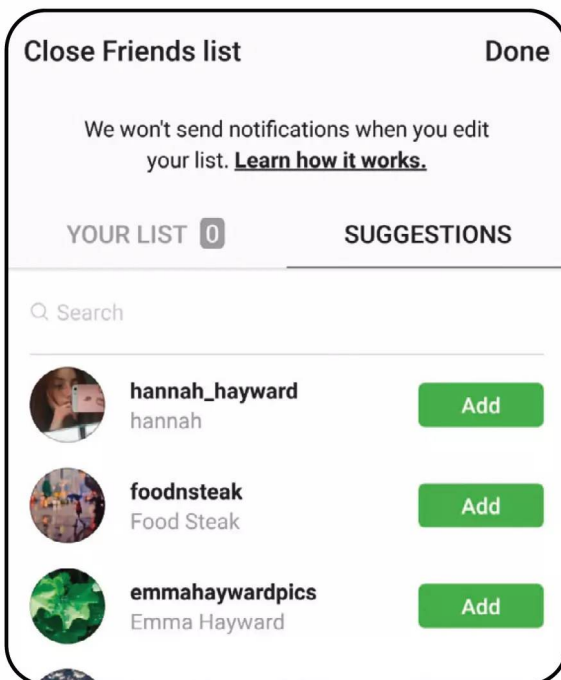 Close Friends list Done
We won't send notifications when you edit
your list. Learn how it works.
YOUR LIST 0 SUGGESTIONS
Search
hannah_hayward
hannah
Add
foodnsteak
Food Steak
Add
emmahaywardpics
Emma Hayward
Add